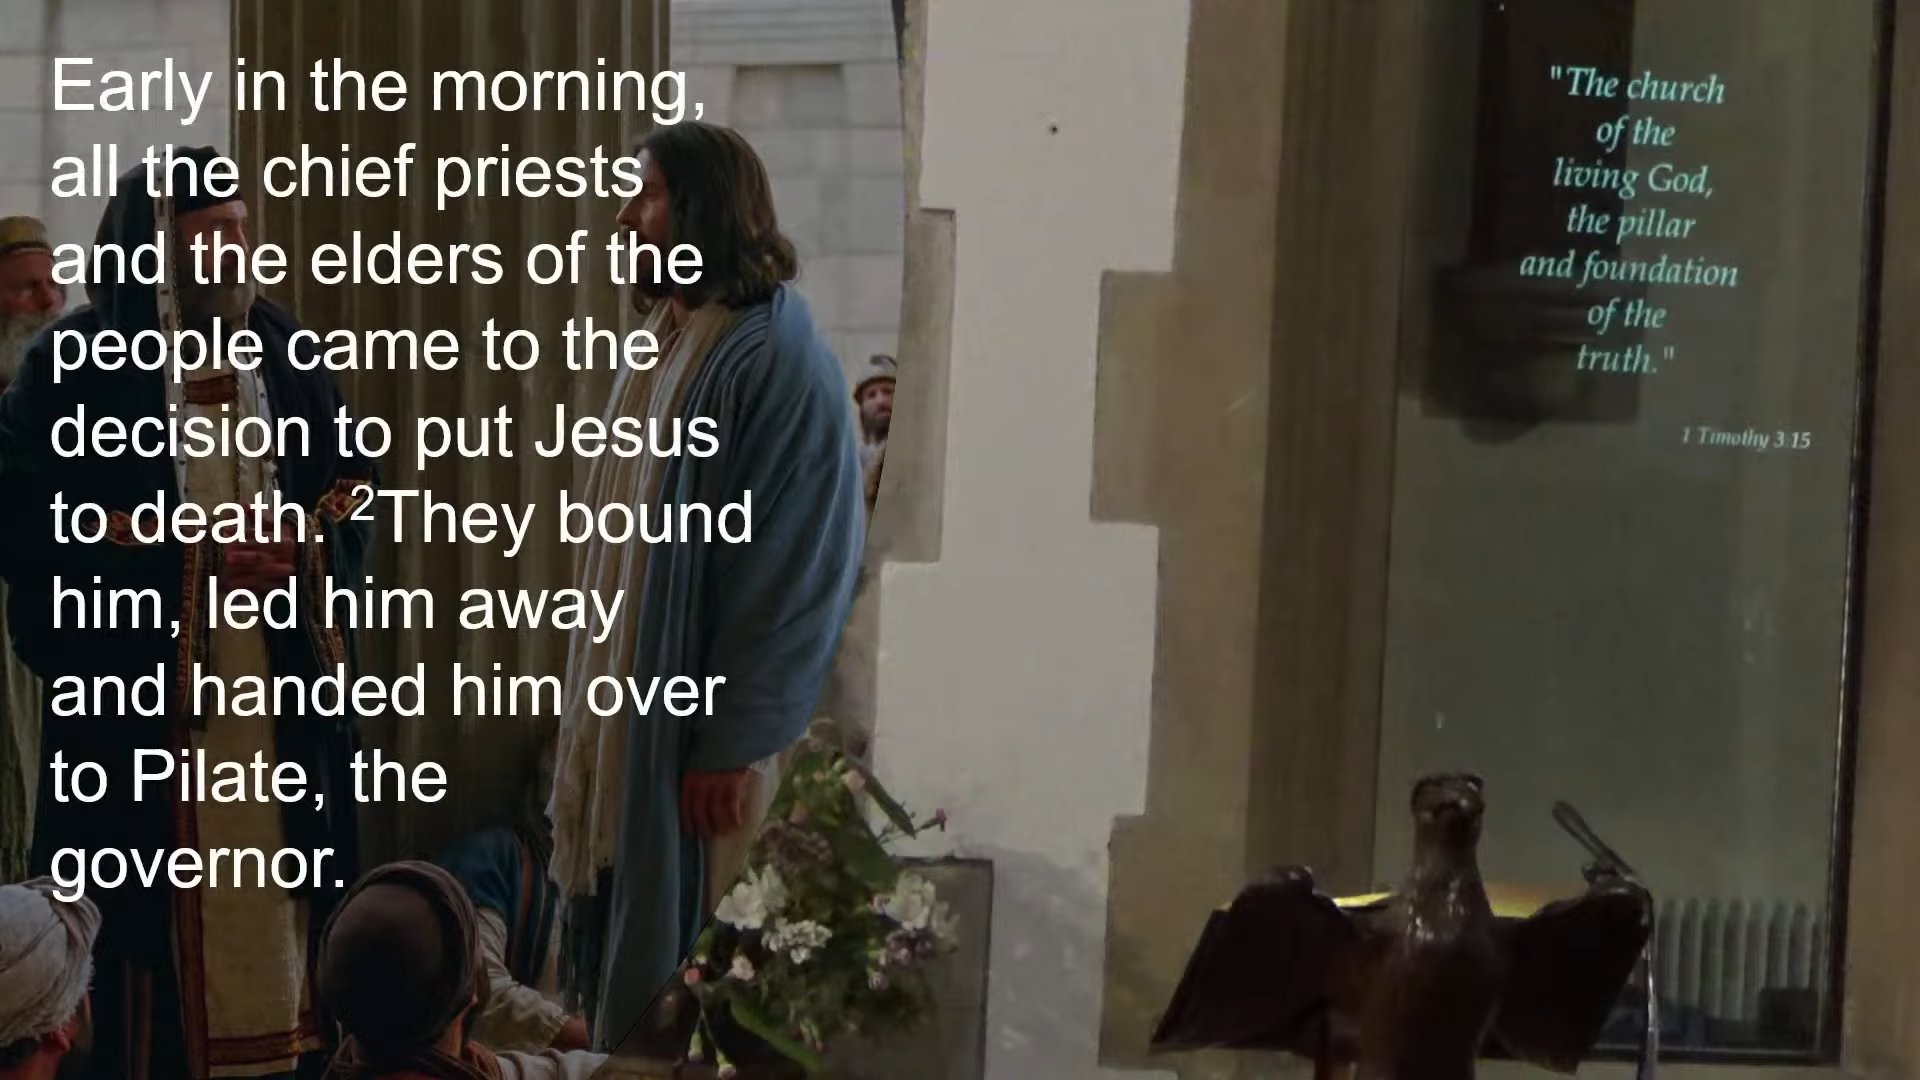 Early in the morning,
all the chief priests
and the elders of the
people came to the
decision to put Jesus
to death. ²They bound
him, led him away
and handed him over
to Pilate, the
governor.
"The church
of the
living God,
the pillar
and foundation
of the
truth."
1 Timothy 3:15